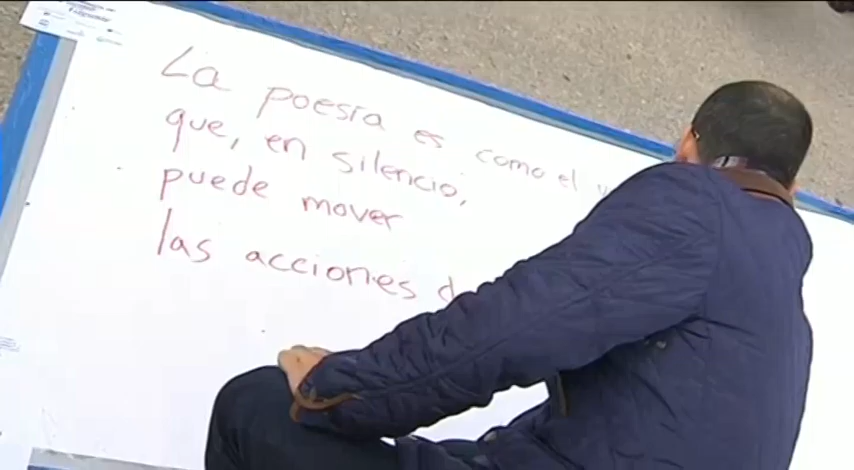 La poesía es como el
que, en silencio,
puede mover
las acciones